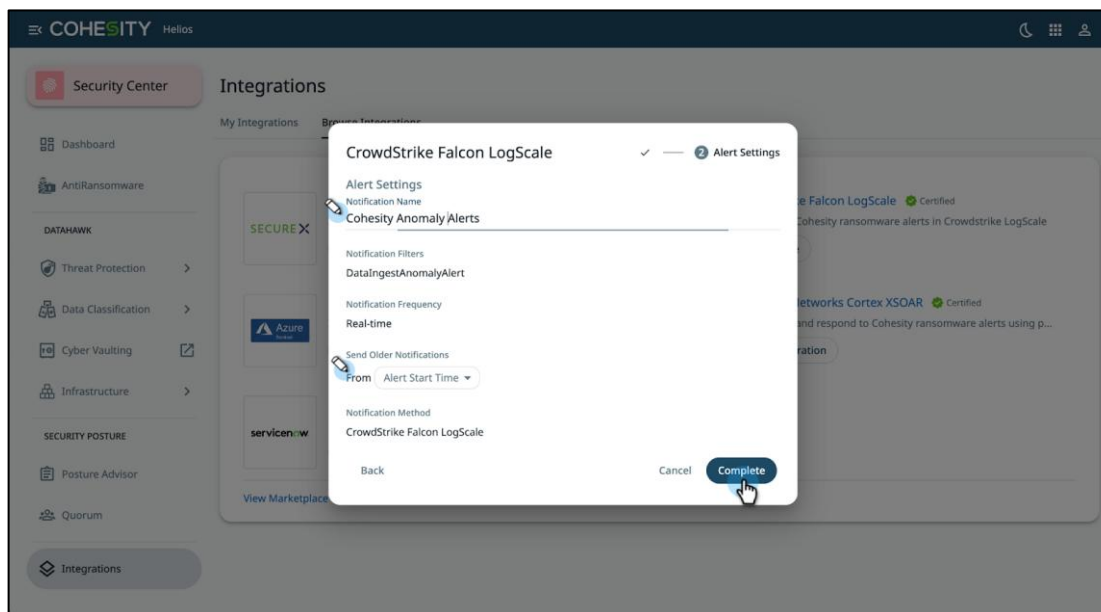 COHESITY Helios
Security Center
Dashboard
AntiRansomware
DATAHAWK
Threat Protection
Data Classification
Cyber Vaulting
Infrastructure
SECURITY POSTURE
Posture Advisor
Quorum
Integrations
Integrations
My Integrations
Browse Integrations
SECUREX
Azure
servicenow
View Marketplace
CrowdStrike Falcon LogScale
2 Alert Settings
Alert Settings
Notification Name
Cohesity Anomaly Alerts
Notification Filters
DataIngestAnomalyAlert
Notification Frequency
Real-time
Send Older Notifications
From Alert Start Time
Notification Method
CrowdStrike Falcon LogScale
Back Cancel Complete
e Falcon LogScale Certified
Cohesity ransomware alerts in Crowdstrike LogScale
Networks Cortex XSOAR Certified
and respond to Cohesity ransomware alerts using p...
ration